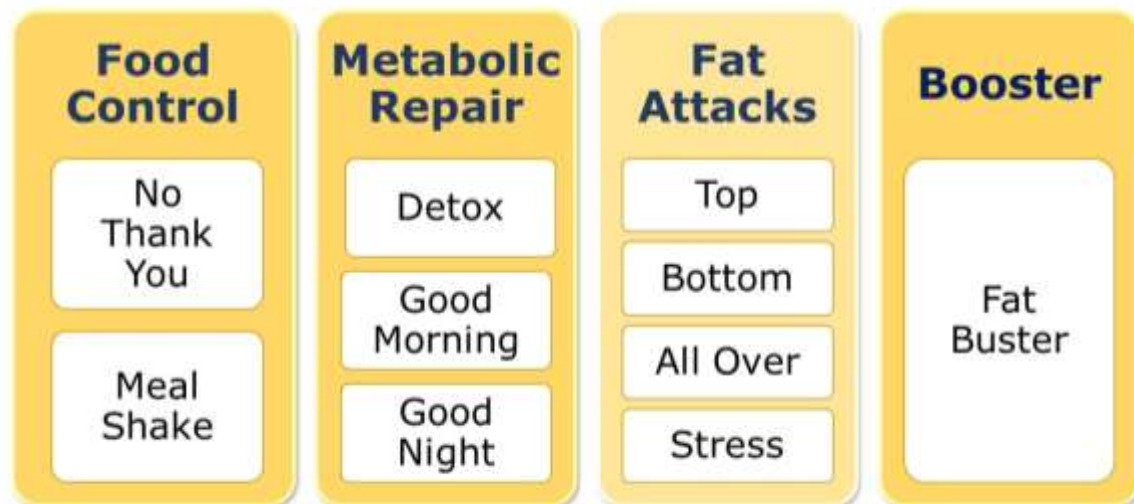 Food
Control
No
Thank
You
Meal
Shake
Metabolic
Repair
Detox
Good
Morning
Good
Night
Fat
Attacks
Top
Bottom
All Over
Stress
Booster
Fat
Buster